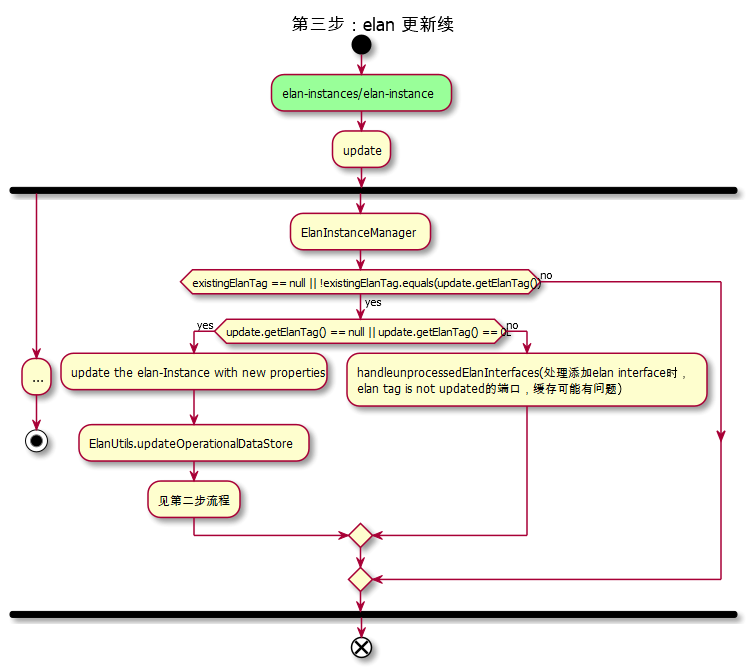 第三步：elan 更新续
elan-instances/elan-instance
update
ElanInstanceManager
existingElanTag == null || !existingElanTag.equals(update.getElanTag())
no
yes
yes
update.getElanTag() == null || update.getElanTag() == 0L
no
...
update the elan-Instance with new properties
handleunprocessedElanInterfaces(处理添加elan interface时，
elan tag is not updated的端口，缓存可能有问题)
ElanUtils.updateOperationalDataStore
见第二步流程